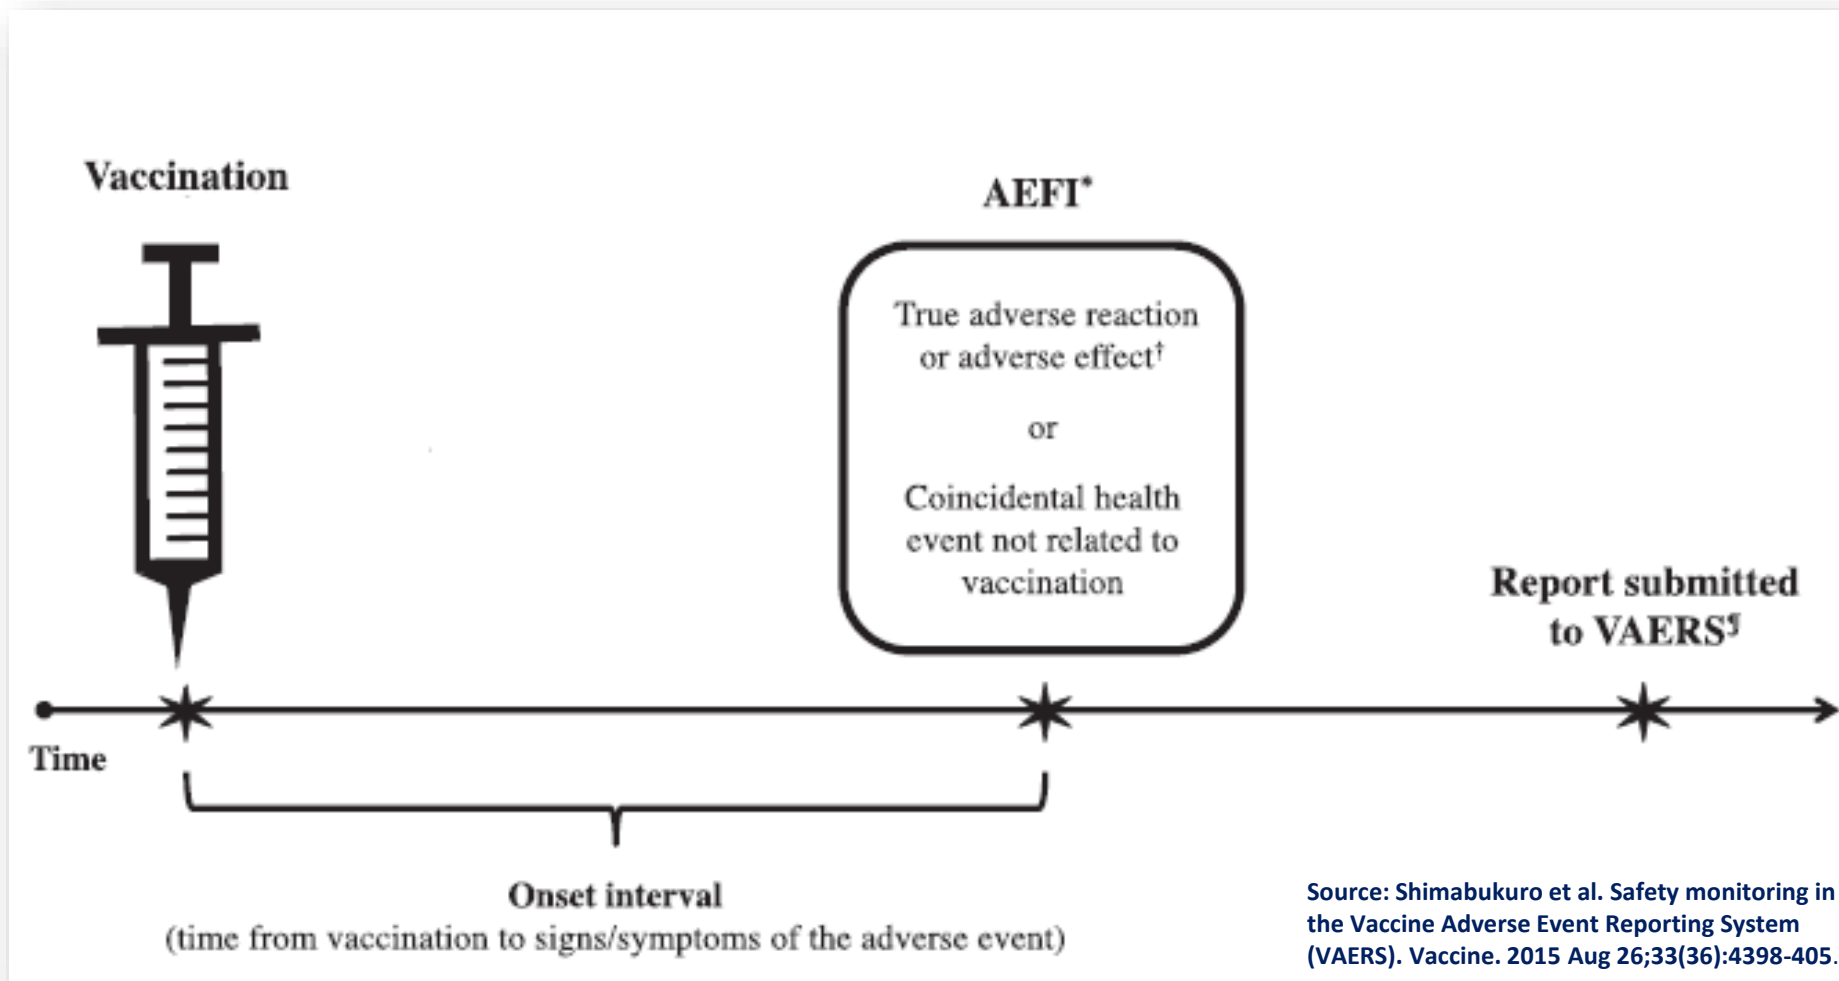 Vaccination
AEFI*
True adverse reaction
or adverse effect†
or
Coincidental health
event not related to
vaccination
Report submitted
to VAERS¶
Time
Onset interval
(time from vaccination to signs/symptoms of the adverse event)
Source: Shimabukuro et al. Safety monitoring in
the Vaccine Adverse Event Reporting System
(VAERS). Vaccine. 2015 Aug 26;33(36):4398-405.